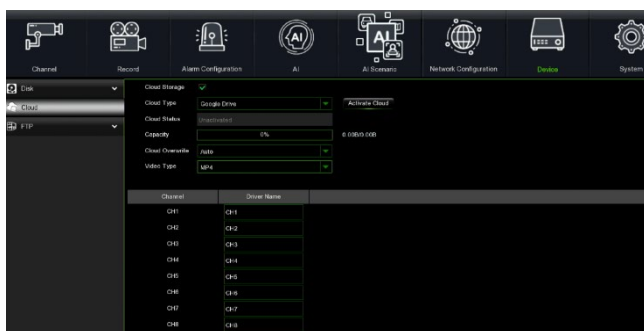 AI
AI
Channel Record Alarm Configuration AI AI Scenario Network Configuration Device System
Disk
Cloud
FTP
Cloud Storage
Cloud Type Google Drive Activate Cloud
Cloud Status Unactivated
Capacity 0% 0.00B/0.00B
Cloud Overwrite Auto
Video Type MP4
Channel Driver Name
CH1 CH1
CH2 CH2
CH3 CH3
CH4 CH4
CH5 CH5
CH6 CH6
CH7 CH7
CH8 CH8